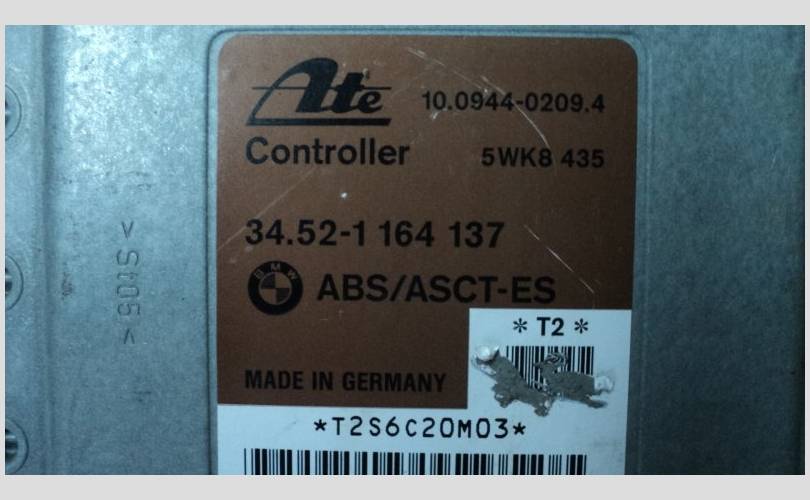 Ate
10.0944-0209.4
Controller
5WK8 435
34.52-1 164 137
BMW
ABS/ASCT-ES
* T2 *
MADE IN GERMANY
*T2S6C20M03*